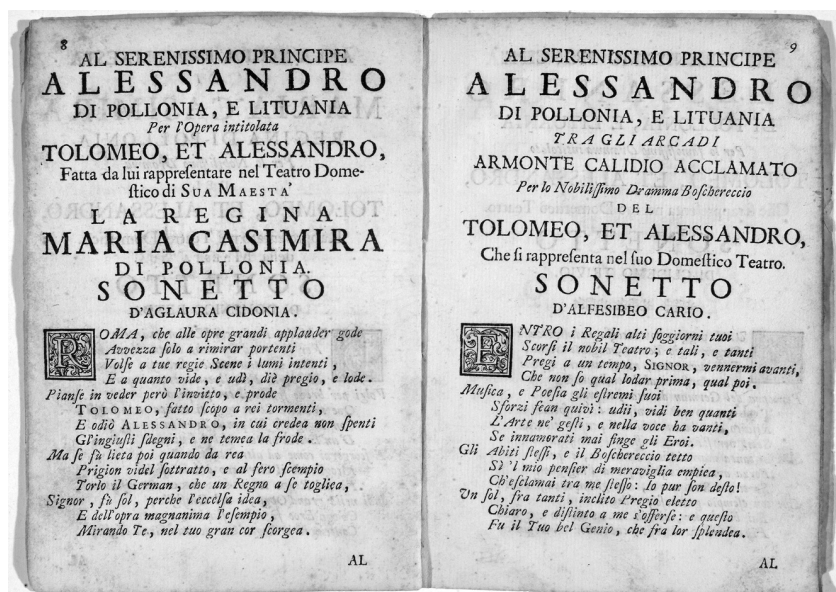 8
AL SERENISSIMO PRINCIPE
ALESSANDRO
DI POLLONIA, E LITUANIA
Per l'Opera intitolata
TOLOMEO, ET ALESSANDRO,
Fatta da lui rappreſentare nel Teatro Dome-
ſtico di SUA MAESTA'
LA REGINA
MARIA CASIMIRA
DI POLLONIA.
SONETTO
D'AGLAURA CIDONIA.
ROMA, che alle opre grandi applauder gode
Avvezza ſolo a rimirar portenti
Volſe a tue regie Scene i lumi intenti,
E a quanto vide, e udì, diè pregio, e lode.
Pianſe in veder però l'invitto, e prode
TOLOMEO, fatto ſcopo a rei tormenti,
E odiò ALESSANDRO, in cui credea non ſpenti
Gl'ingiuſti ſdegni, e ne temea la frode.
Ma ſe fù lieta poi quando da rea
Prigion videl ſottratto, e al fero ſcempio
Torlo il German, che un Regno a ſe toglica,
Signor, fù ſol, perche l'eccelſa idea,
E dell'opra magnanima l'eſempio,
Mirando Te, nel tuo gran cor ſcorgea.
AL
9
AL SERENISSIMO PRINCIPE
ALESSANDRO
DI POLLONIA, E LITUANIA
TRA GLI ARCADI
ARMONTE CALIDIO ACCLAMATO
Per lo Nobiliſſimo Dramma Boſchereccio
DEL
TOLOMEO, ET ALESSANDRO,
Che ſi rappreſenta nel ſuo Domeſtico Teatro.
SONETTO
D'ALFESIBEO CARIO.
ENTRO i Regali alti ſoggiorni tuoi
Scorſi il nobil Teatro; e tali, e tanti
Pregi a un tempo, SIGNOR, vennermi avanti,
Che non ſo qual lodar prima, qual poi.
Muſica, e Poeſia gli eſtremi ſuoi
Sforzi fean quivi: udii, vidi ben quanti
L'Arte ne' geſti, e nella voce ha vanti,
Se innamorati mai finge gli Eroi.
Gli Abiti ſteſſi, e il Boſchereccio tetto
Sì 'l mio penſier di meraviglia empiea,
Ch'eſclamai tra me ſteſſo: Io pur ſon deſto!
Un ſol, fra tanti, inclito Pregio eletto
Chiaro, e diſtinto a me s'offerſe: e queſto
Fu il Tuo bel Genio, che fra lor ſplendea.
AL